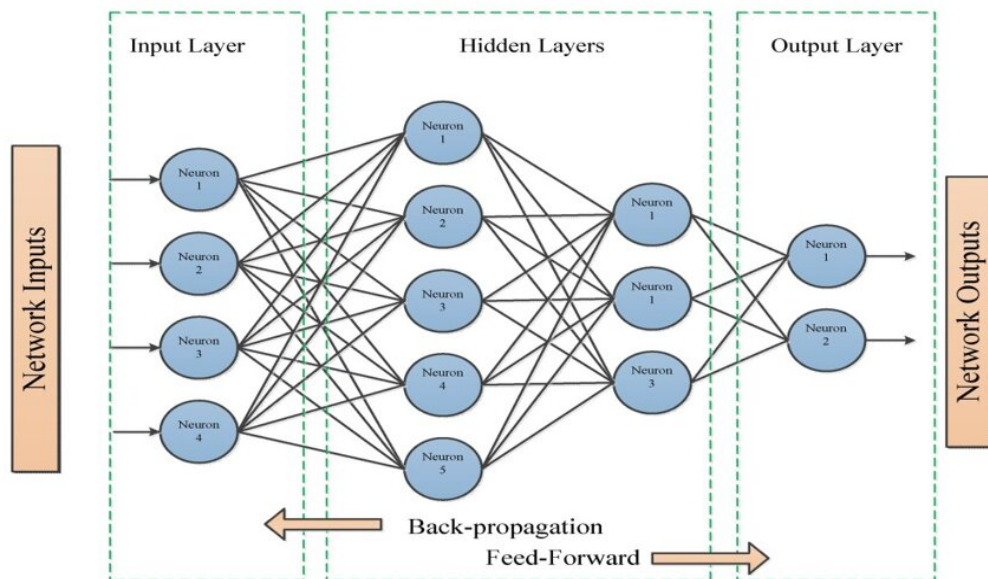 Input Layer
Hidden Layers
Output Layer
Network Inputs
Neuron
1
Neuron
2
Neuron
3
Neuron
4
Neuron
1
Neuron
2
Neuron
3
Neuron
4
Neuron
5
Neuron
1
Neuron
1
Neuron
3
Neuron
1
Neuron
2
Network Outputs
Back-propagation
Feed-Forward